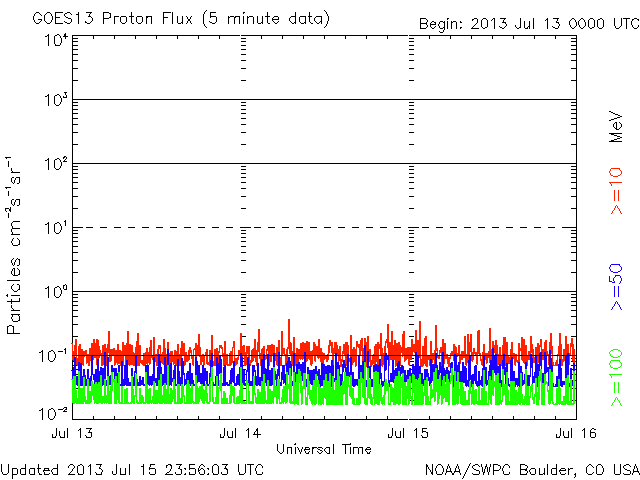 GOES13 Proton Flux (5 minute data)
Begin: 2013 Jul 13 0000 UTC
10⁴
10³
10²
10¹
10⁰
10⁻¹
10⁻²
Particles cm⁻²s⁻¹sr⁻¹
MeV
>=10
>=50
>=100
Jul 13
Jul 14
Jul 15
Jul 16
Universal Time
Updated 2013 Jul 15 23:56:03 UTC
NOAA/SWPC Boulder, CO USA